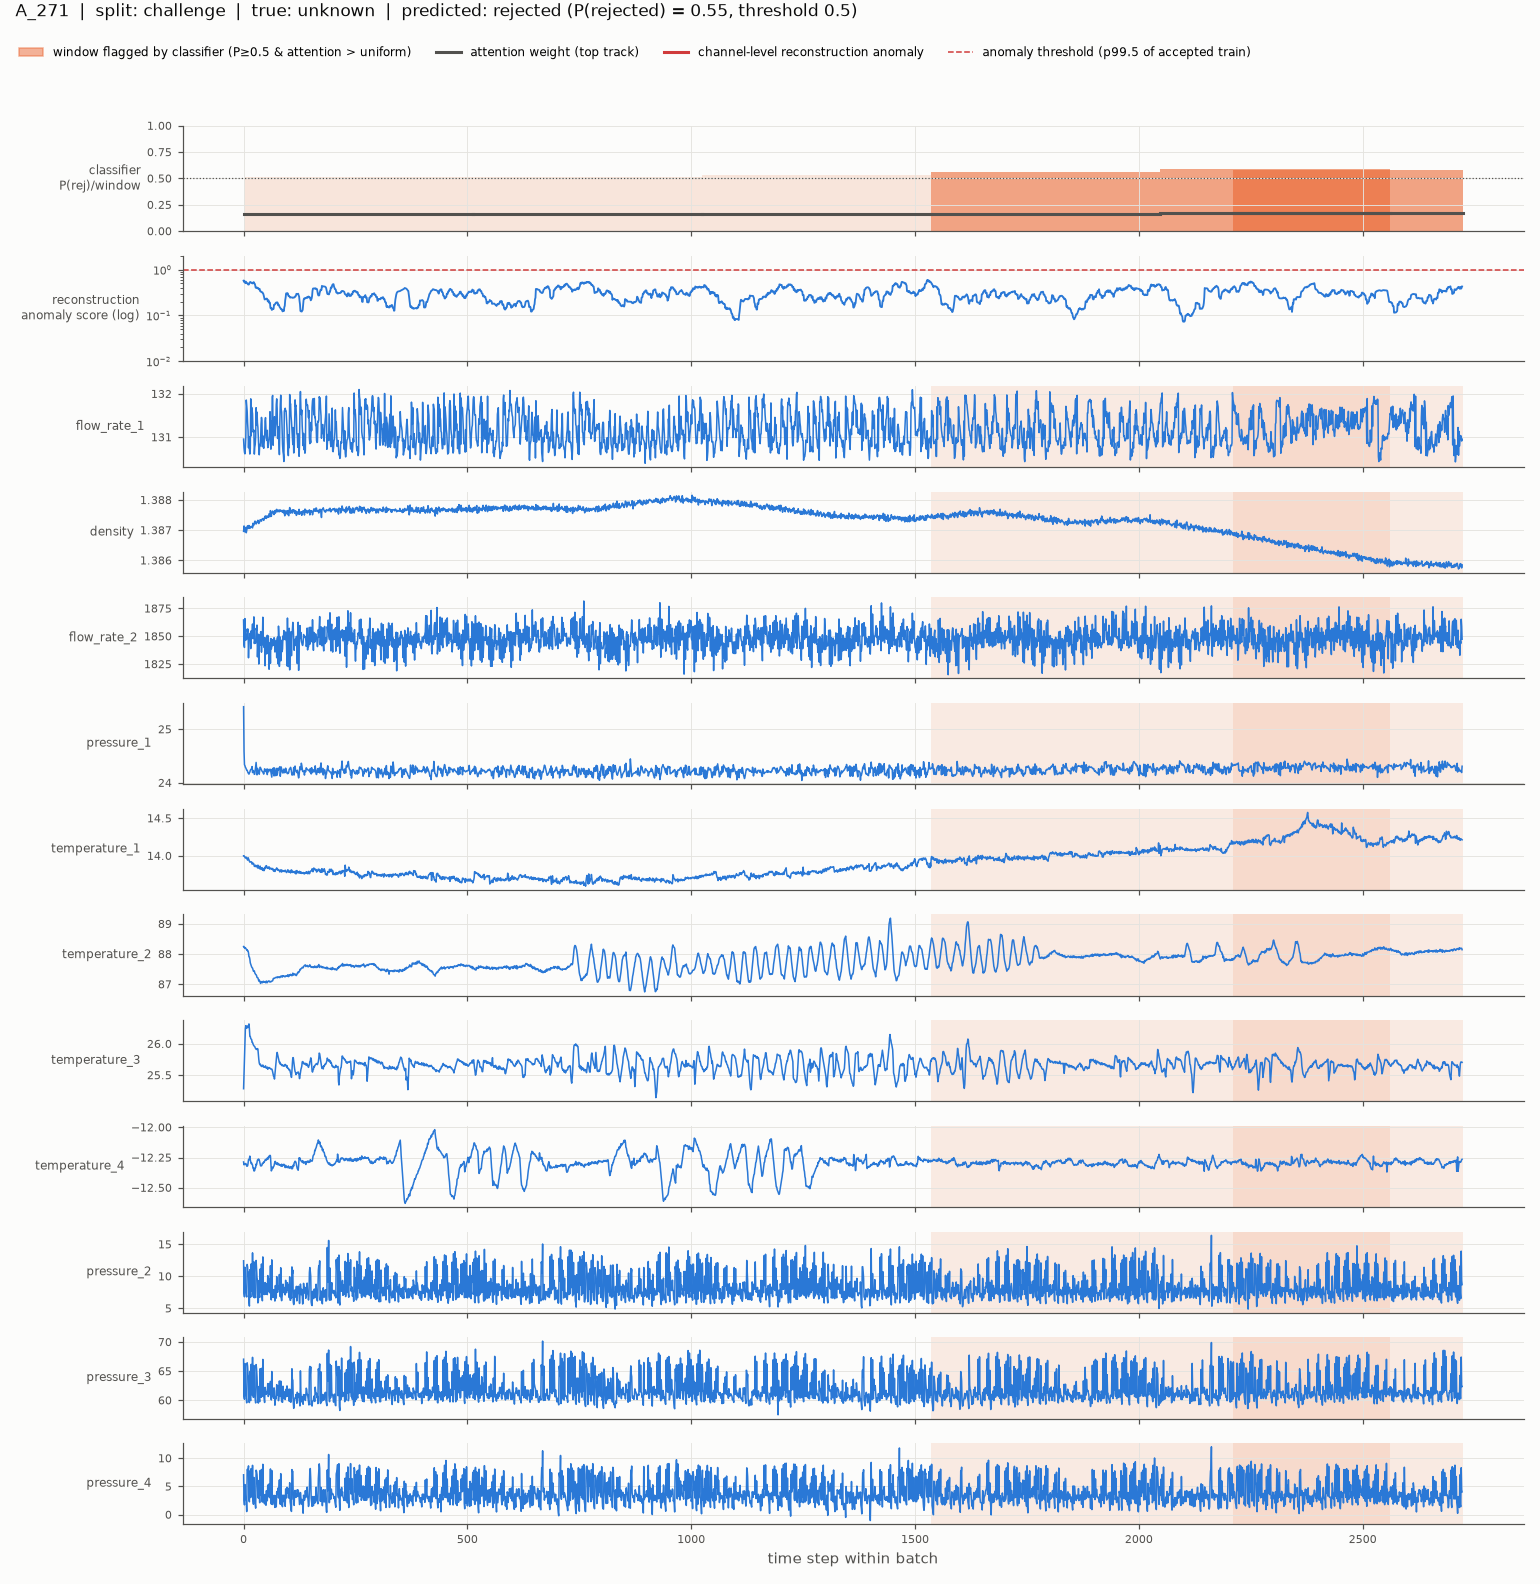 A_271 | split: challenge | true: unknown | predicted: rejected (P(rejected) = 0.55, threshold 0.5)
window flagged by classifier (P≥0.5 & attention > uniform) attention weight (top track) channel-level reconstruction anomaly anomaly threshold (p99.5 of accepted train)
1.00
0.75
classifier
P(rej)/window
0.50
0.25
0.00
10⁰
reconstruction
anomaly score (log)
10⁻¹
10⁻²
132
flow_rate_1
131
1.388
density 1.387
1.386
1875
flow_rate_2 1850
1825
25
pressure_1
24
14.5
temperature_1
14.0
89
temperature_2 88
87
26.0
temperature_3
25.5
−12.00
temperature_4 −12.25
−12.50
15
pressure_2 10
5
70
pressure_3 65
60
10
pressure_4 5
0
0 500 1000 1500 2000 2500
time step within batch